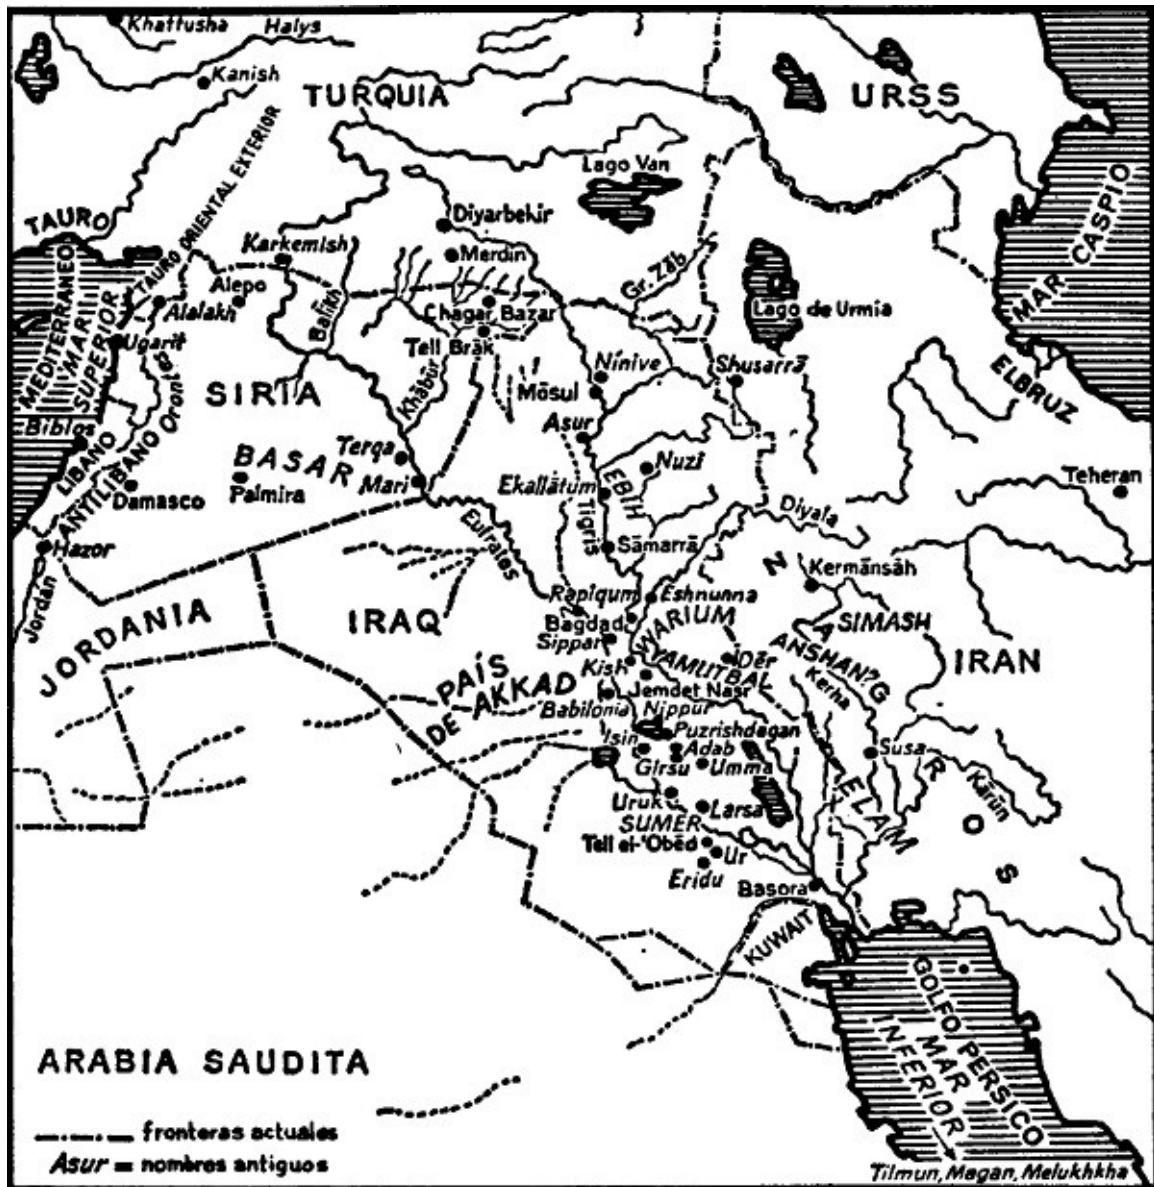 Khattusha
Halys
Kanish
TURQUIA
URSS
Lago Van
MAR CASPIO
TAURO
TAURO ORIENTAL EXTERIOR
Diyarbekir
Merdin
Karkemish
Gr. Zāb
Alepo
Alalakh
Balīkh
Chagar Bazar
Lago de Urmia
MEDITERRANEO
(MAR
SUPERIOR
Ugarit
Tell Brāk
Nínive
Shusarrā
ELBRUZ
SIRIA
Khābūr
Mōsul
Orontes
Biblos
Asur
LIBANO
ANTILIBANO
BASAR
Terqa
Nuzi
Teheran
Damasco
Palmira
Mari
Ekallātum
EBIH
Tigris
Diyala
Eufratas
Hazor
Sāmarrā
Kermānsāh
Jordán
JORDANIA
IRAQ
Rapiqum
Eshnunna
Bagdad
WARIUM
SIMASH
Sippar
ANSHAN?
IRAN
PAÍS
DE AKKAD
Kish
YAMUTBAL
Dēr
Kerha
Jemdet Nasr
Babilonia
Nippur
Isin
Puzrishdagan
Adab
Susa
Girsu
Umma
ZAGROS
Kārūn
ELAM
Uruk
Larsa
SUMER
Tell el-'Obēd
Ur
Eridu
Basora
KUWAIT
GOLFO PERSICO
MAR
INFERIOR
ARABIA SAUDITA
fronteras actuales
Asur = nombres antiguos
Tilmun, Magan, Melukhkha